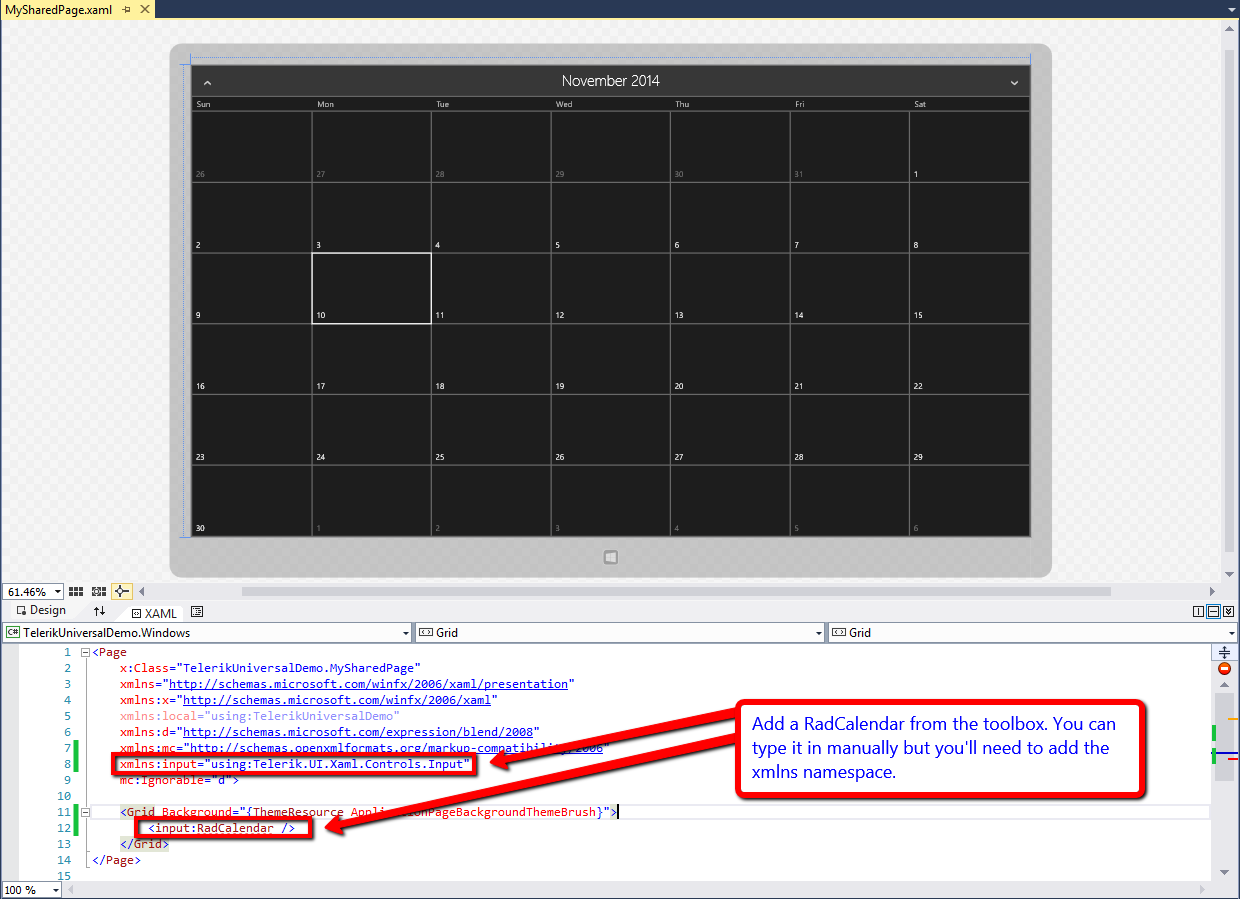 MySharedPage.xaml
November 2014
Sun Mon Tue Wed Thu Fri Sat
26 27 28 29 30 31 1
2 3 4 5 6 7 8
9 10 11 12 13 14 15
16 17 18 19 20 21 22
23 24 25 26 27 28 29
30 1 2 3 4 5 6
61.46%
Design XAML
C# TelerikUniversalDemo.Windows Grid Grid
1 <Page
2 x:Class="TelerikUniversalDemo.MySharedPage"
3 xmlns="http://schemas.microsoft.com/winfx/2006/xaml/presentation"
4 xmlns:x="http://schemas.microsoft.com/winfx/2006/xaml"
5 xmlns:local="using:TelerikUniversalDemo"
6 xmlns:d="http://schemas.microsoft.com/expression/blend/2008"
7 xmlns:mc="http://schemas.openxmlformats.org/markup-compatibility/2006"
8 xmlns:input="using:Telerik.UI.Xaml.Controls.Input"
9 mc:Ignorable="d">
10
11 <Grid Background="{ThemeResource ApplicationPageBackgroundThemeBrush}">
12 <input:RadCalendar />
13 </Grid>
14 </Page>
15
Add a RadCalendar from the toolbox. You can
type it in manually but you'll need to add the
xmlns namespace.
100 %